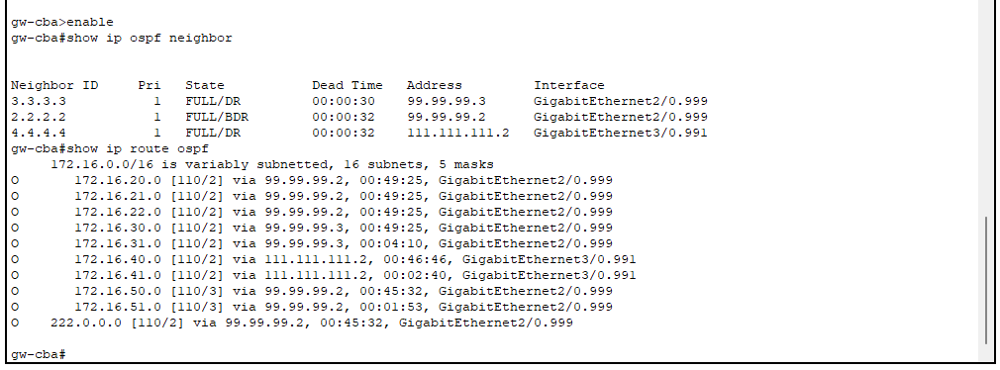 gw-cba>enable
gw-cba#show ip ospf neighbor
Neighbor ID     Pri   State           Dead Time   Address         Interface
3.3.3.3           1   FULL/DR         00:00:30    99.99.99.3      GigabitEthernet2/0.999
2.2.2.2           1   FULL/BDR        00:00:32    99.99.99.2      GigabitEthernet2/0.999
4.4.4.4           1   FULL/DR         00:00:32    111.111.111.2   GigabitEthernet3/0.991
gw-cba#show ip route ospf
     172.16.0.0/16 is variably subnetted, 16 subnets, 5 masks
O       172.16.20.0 [110/2] via 99.99.99.2, 00:49:25, GigabitEthernet2/0.999
O       172.16.21.0 [110/2] via 99.99.99.2, 00:49:25, GigabitEthernet2/0.999
O       172.16.22.0 [110/2] via 99.99.99.2, 00:49:25, GigabitEthernet2/0.999
O       172.16.30.0 [110/2] via 99.99.99.3, 00:49:25, GigabitEthernet2/0.999
O       172.16.31.0 [110/2] via 99.99.99.3, 00:04:10, GigabitEthernet2/0.999
O       172.16.40.0 [110/2] via 111.111.111.2, 00:46:46, GigabitEthernet3/0.991
O       172.16.41.0 [110/2] via 111.111.111.2, 00:02:40, GigabitEthernet3/0.991
O       172.16.50.0 [110/3] via 99.99.99.2, 00:45:32, GigabitEthernet2/0.999
O       172.16.51.0 [110/3] via 99.99.99.2, 00:01:53, GigabitEthernet2/0.999
O    222.0.0.0 [110/2] via 99.99.99.2, 00:45:32, GigabitEthernet2/0.999
gw-cba#